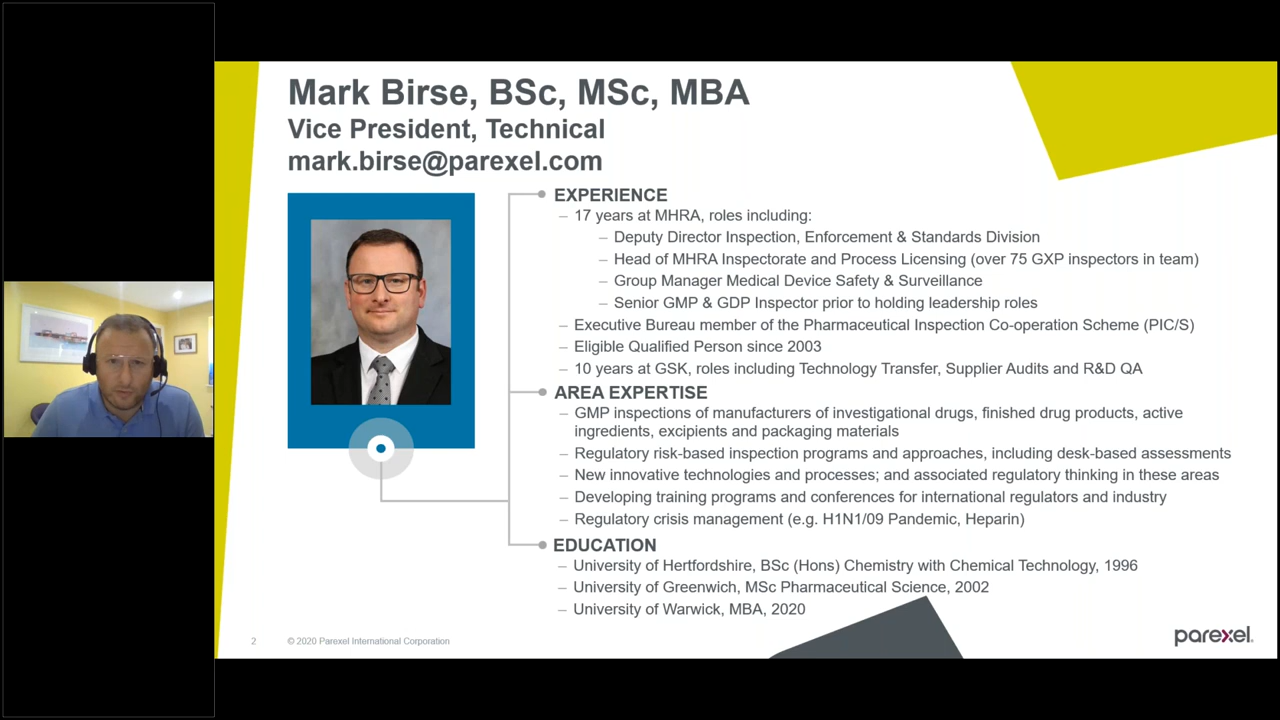 Mark Birse, BSc, MSc, MBA
Vice President, Technical
mark.birse@parexel.com
EXPERIENCE
– 17 years at MHRA, roles including:
– Deputy Director Inspection, Enforcement & Standards Division
– Head of MHRA Inspectorate and Process Licensing (over 75 GXP inspectors in team)
– Group Manager Medical Device Safety & Surveillance
– Senior GMP & GDP Inspector prior to holding leadership roles
– Executive Bureau member of the Pharmaceutical Inspection Co-operation Scheme (PIC/S)
– Eligible Qualified Person since 2003
– 10 years at GSK, roles including Technology Transfer, Supplier Audits and R&D QA
AREA EXPERTISE
– GMP inspections of manufacturers of investigational drugs, finished drug products, active
ingredients, excipients and packaging materials
– Regulatory risk-based inspection programs and approaches, including desk-based assessments
– New innovative technologies and processes; and associated regulatory thinking in these areas
– Developing training programs and conferences for international regulators and industry
– Regulatory crisis management (e.g. H1N1/09 Pandemic, Heparin)
EDUCATION
– University of Hertfordshire, BSc (Hons) Chemistry with Chemical Technology, 1996
– University of Greenwich, MSc Pharmaceutical Science, 2002
– University of Warwick, MBA, 2020
2 © 2020 Parexel International Corporation
parexel.